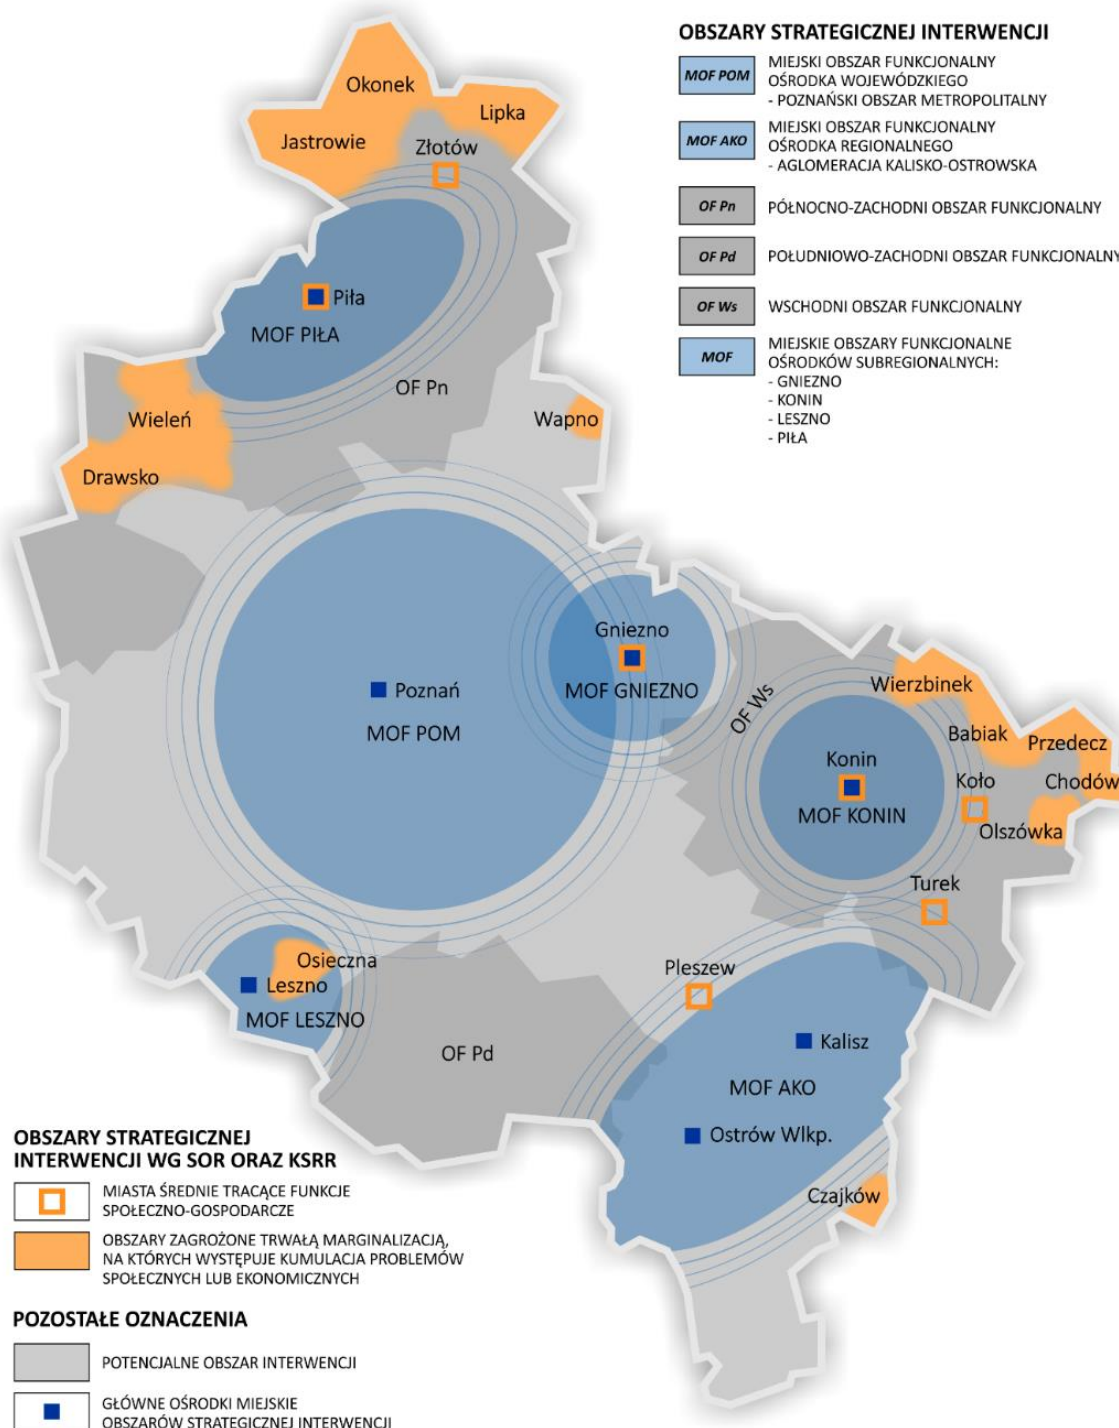 OBSZARY STRATEGICZNEJ INTERWENCJI
MOF POM
MIEJSKI OBSZAR FUNKCJONALNY
OŚRODKA WOJEWÓDZKIEGO
- POZNAŃSKI OBSZAR METROPOLITALNY
MOF AKO
MIEJSKI OBSZAR FUNKCJONALNY
OŚRODKA REGIONALNEGO
- AGLOMERACJA KALISKO-OSTROWSKA
OF Pn
PÓŁNOCNO-ZACHODNI OBSZAR FUNKCJONALNY
OF Pd
POŁUDNIOWO-ZACHODNI OBSZAR FUNKCJONALNY
OF Ws
WSCHODNI OBSZAR FUNKCJONALNY
MOF
MIEJSKIE OBSZARY FUNKCJONALNE
OŚRODKÓW SUBREGIONALNYCH:
- GNIEZNO
- KONIN
- LESZNO
- PIŁA
Okonek
Lipka
Jastrowie
Złotów
Piła
MOF PIŁA
OF Pn
Wieleń
Wapno
Drawsko
Gniezno
MOF GNIEZNO
Poznań
MOF POM
OF Ws
Wierzbinek
Babiak
Przedecz
Konin
Koło
Chodów
MOF KONIN
Olszówka
Turek
Osieczna
Leszno
MOF LESZNO
Pleszew
Kalisz
OF Pd
MOF AKO
Ostrów Wlkp.
Czajków
OBSZARY STRATEGICZNEJ
INTERWENCJI WG SOR ORAZ KSRR
MIASTA ŚREDNIE TRACĄCE FUNKCJE
SPOŁECZNO-GOSPODARCZE
OBSZARY ZAGROŻONE TRWAŁĄ MARGINALIZACJĄ,
NA KTÓRYCH WYSTĘPUJE KUMULACJA PROBLEMÓW
SPOŁECZNYCH LUB EKONOMICZNYCH
POZOSTAŁE OZNACZENIA
POTENCJALNE OBSZAR INTERWENCJI
GŁÓWNE OŚRODKI MIEJSKIE
OBSZARÓW STRATEGICZNEJ INTERWENCJI